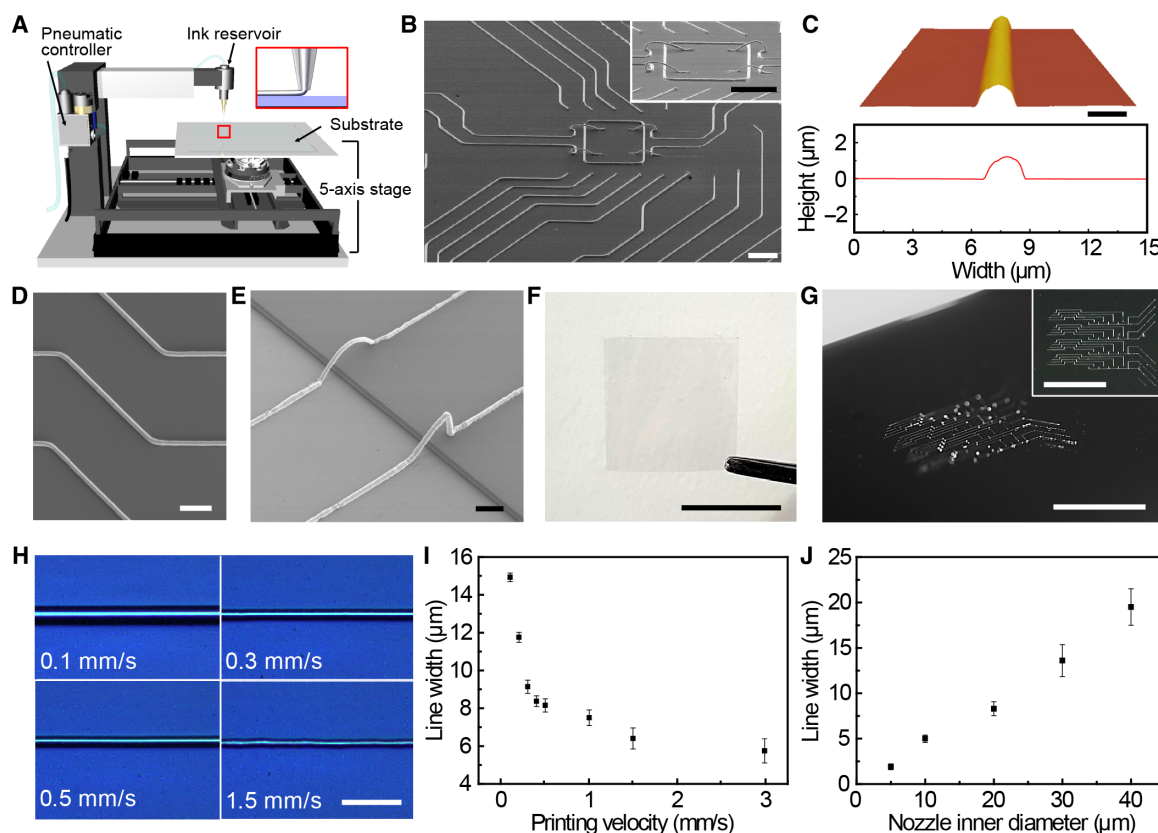 A
Pneumatic
controller
Ink reservoir
Substrate
5-axis stage
B
C
Height (µm)
2
0
−2
0 3 6 9 12 15
Width (µm)
D
E
F
G
H
0.1 mm/s
0.3 mm/s
0.5 mm/s
1.5 mm/s
I
Line width (µm)
16
14
12
10
8
6
4
0 1 2 3
Printing velocity (mm/s)
J
Line width (µm)
25
20
15
10
5
0
0 10 20 30 40
Nozzle inner diameter (µm)